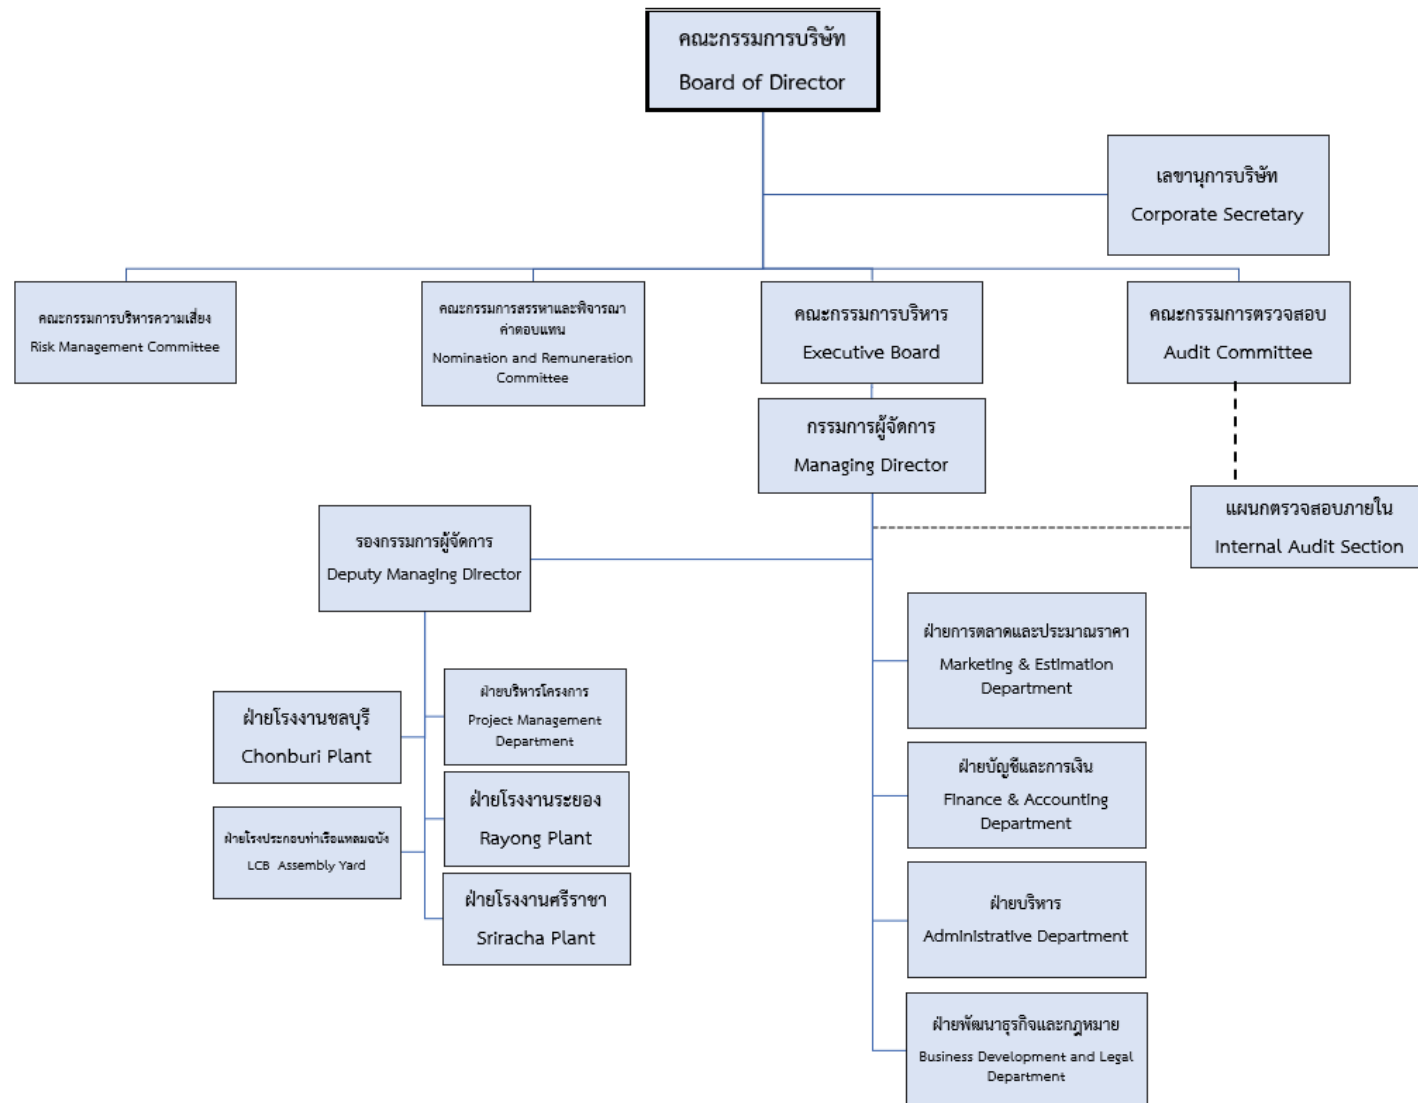 คณะกรรมการบริษัท
Board of Director
เลขานุการบริษัท
Corporate Secretary
คณะกรรมการบริหารความเสี่ยง
Risk Management Committee
คณะกรรมการสรรหาและพิจารณา
ค่าตอบแทน
Nomination and Remuneration
Committee
คณะกรรมการบริหาร
Executive Board
คณะกรรมการตรวจสอบ
Audit Committee
กรรมการผู้จัดการ
Managing Director
แผนกตรวจสอบภายใน
Internal Audit Section
รองกรรมการผู้จัดการ
Deputy Managing Director
ฝ่ายโรงงานชลบุรี
Chonburi Plant
ฝ่ายบริหารโครงการ
Project Management
Department
ฝ่ายโรงประกอบท่าเรือแหลมฉบัง
LCB Assembly Yard
ฝ่ายโรงงานระยอง
Rayong Plant
ฝ่ายโรงงานศรีราชา
Sriracha Plant
ฝ่ายการตลาดและประมาณราคา
Marketing & Estimation
Department
ฝ่ายบัญชีและการเงิน
Finance & Accounting
Department
ฝ่ายบริหาร
Administrative Department
ฝ่ายพัฒนาธุรกิจและกฎหมาย
Business Development and Legal
Department